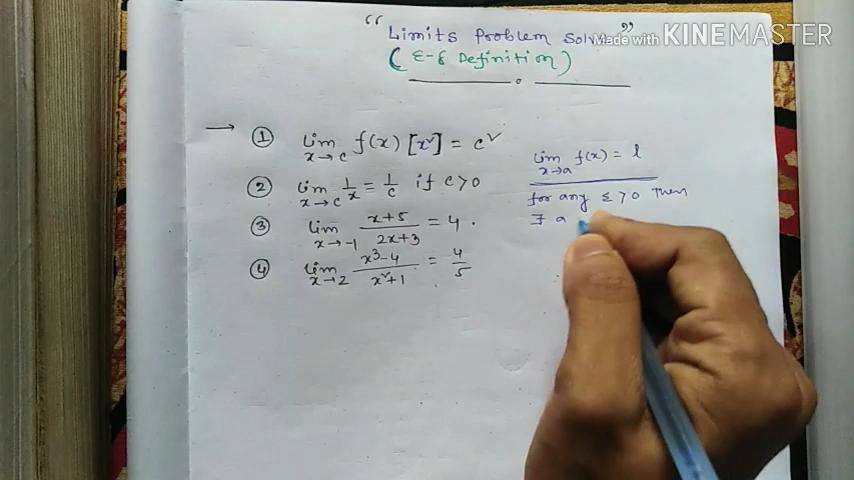 “ Limits Problem Solv ”
Made with KINEMASTER
( ε-δ Definition )
→ ① lim x→c f(x) [x²] = c²
② lim x→c 1/x = 1/c if c>0
③ lim x→-1 x+5/2x+3 = 4 .
④ lim x→2 x³-4/x²+1 = 4/5
lim x→a f(x) = l
for any ε > 0 Then
∃ a